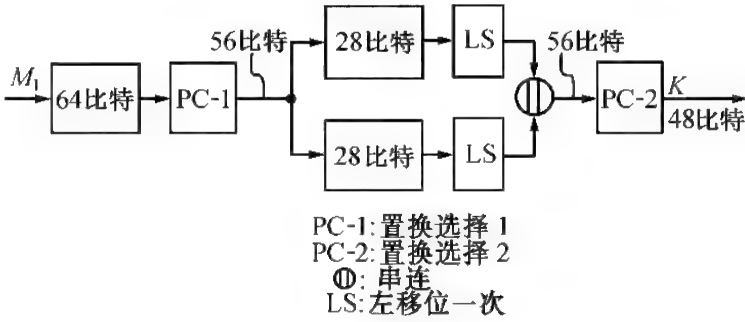 56比特
28比特
LS
56比特
M₁
64比特
PC-1
PC-2
K
48比特
28比特
LS
PC-1:置换选择 1
PC-2:置换选择 2
⦶: 串连
LS:左移位一次